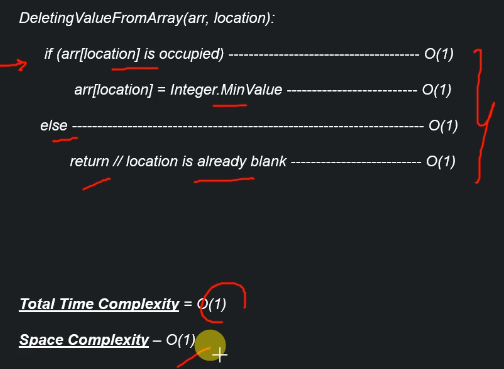 DeletingValueFromArray(arr, location):
if (arr[location] is occupied) ------------------------------------- O(1)
arr[location] = Integer.MinValue ------------------------- O(1)
else -------------------------------------------------------------------- O(1)
return // location is already blank ------------------------- O(1)
Total Time Complexity = O(1)
Space Complexity – O(1)